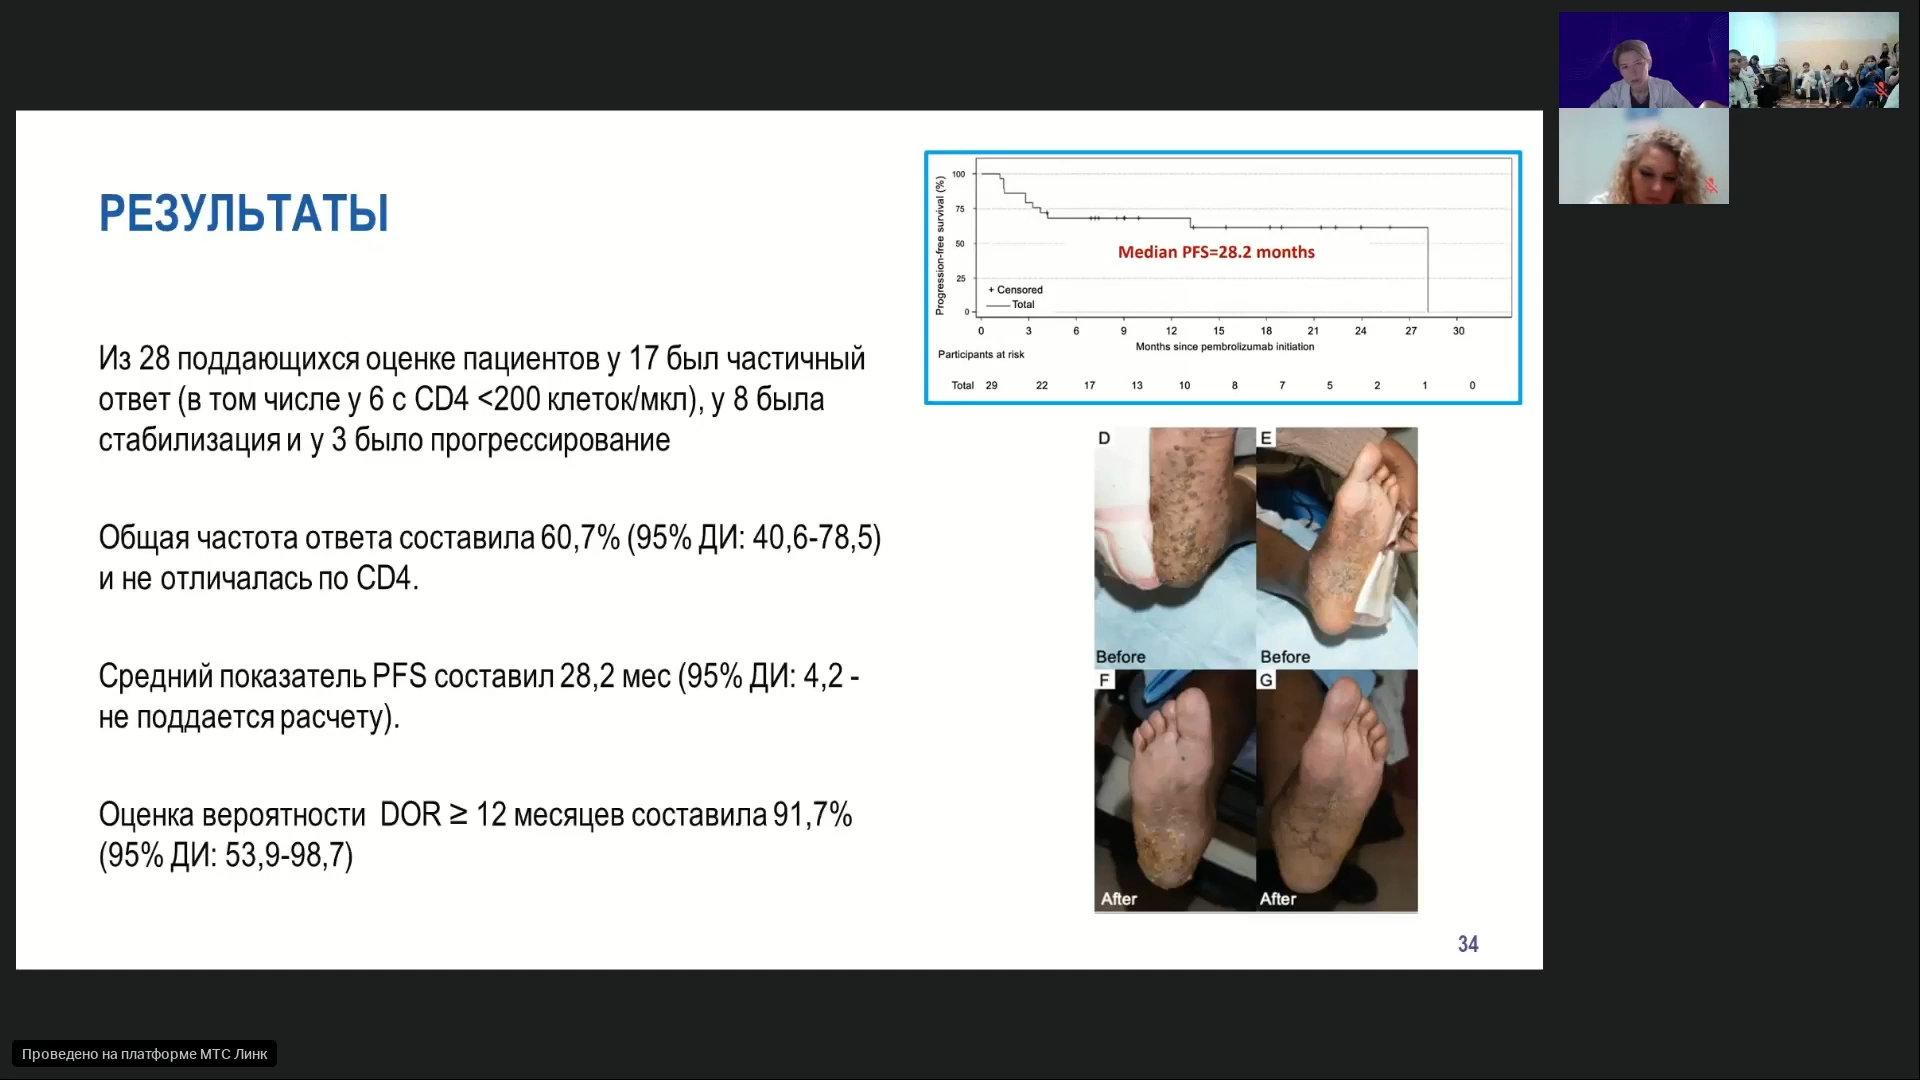 РЕЗУЛЬТАТЫ
Из 28 поддающихся оценке пациентов у 17 был частичный
ответ (в том числе у 6 с CD4 <200 клеток/мкл), у 8 была
стабилизация и у 3 было прогрессирование
Общая частота ответа составила 60,7% (95% ДИ: 40,6-78,5)
и не отличалась по CD4.
Средний показатель PFS составил 28,2 мес (95% ДИ: 4,2 -
не поддается расчету).
Оценка вероятности DOR ≥ 12 месяцев составила 91,7%
(95% ДИ: 53,9-98,7)
Progression-free survival (%)
100
75
50
25
0
Median PFS=28.2 months
+ Censored
Total
0 3 6 9 12 15 18 21 24 27 30
Months since pembrolizumab initiation
Participants at risk
Total 29 22 17 13 10 8 7 5 2 1 0
D E
Before Before
F G
After After
34
Проведено на платформе МТС Линк